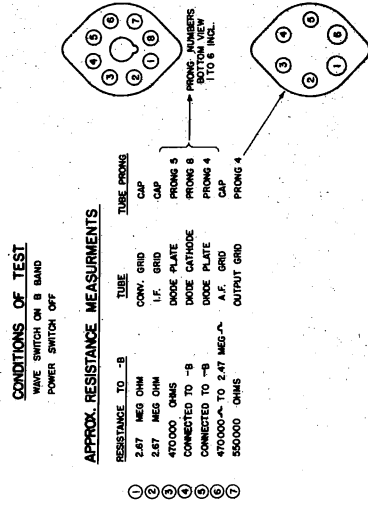 CONDITIONS OF TEST
WAVE SWITCH ON B BAND
POWER SWITCH OFF
APPROX. RESISTANCE MEASURMENTS
RESISTANCE TO -B TUBE TUBE PRONG
① 2.67 MEG OHM CONV. GRID CAP
② 2.67 MEG OHM I.F. GRID CAP
③ 470000 OHMS DIODE PLATE PRONG 5
④ CONNECTED TO -B DIODE CATHODE PRONG 8
⑤ CONNECTED TO -B DIODE PLATE PRONG 4
⑥ 470000 TO 2.47 MEG A.F. GRID CAP
⑦ 550000 OHMS OUTPUT GRID PRONG 4
① ② ③ ④ ⑤ ⑥ ⑦ ⑧
PRONG NUMBERS
BOTTOM VIEW
1 TO 6 INCL.
① ② ③ ④ ⑤ ⑥